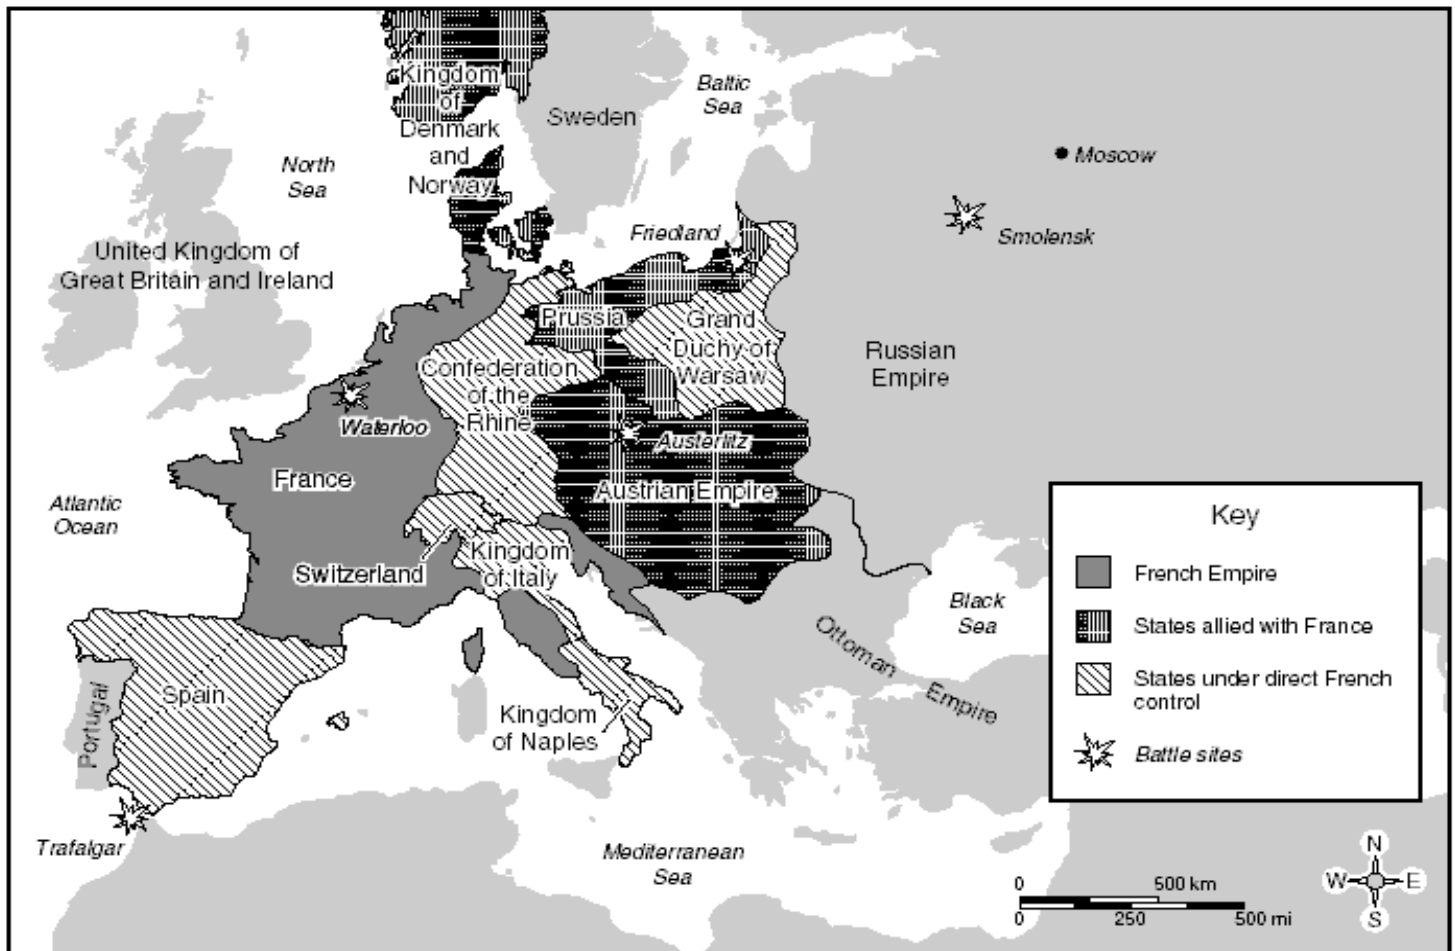 Kingdom
of
Denmark
and
Norway
Sweden
Baltic
Sea
North
Sea
Moscow
Smolensk
Friedland
United Kingdom of
Great Britain and Ireland
Prussia
Grand
Duchy of
Warsaw
Russian
Empire
Confederation
of the
Rhine
Waterloo
Austerlitz
France
Austrian Empire
Atlantic
Ocean
Switzerland
Kingdom
of Italy
Black
Sea
Ottoman
Empire
Portugal
Spain
Kingdom
of Naples
Trafalgar
Mediterranean
Sea
Key
French Empire
States allied with France
States under direct French
control
Battle sites
0 500 km
0 250 500 mi
N
W E
S